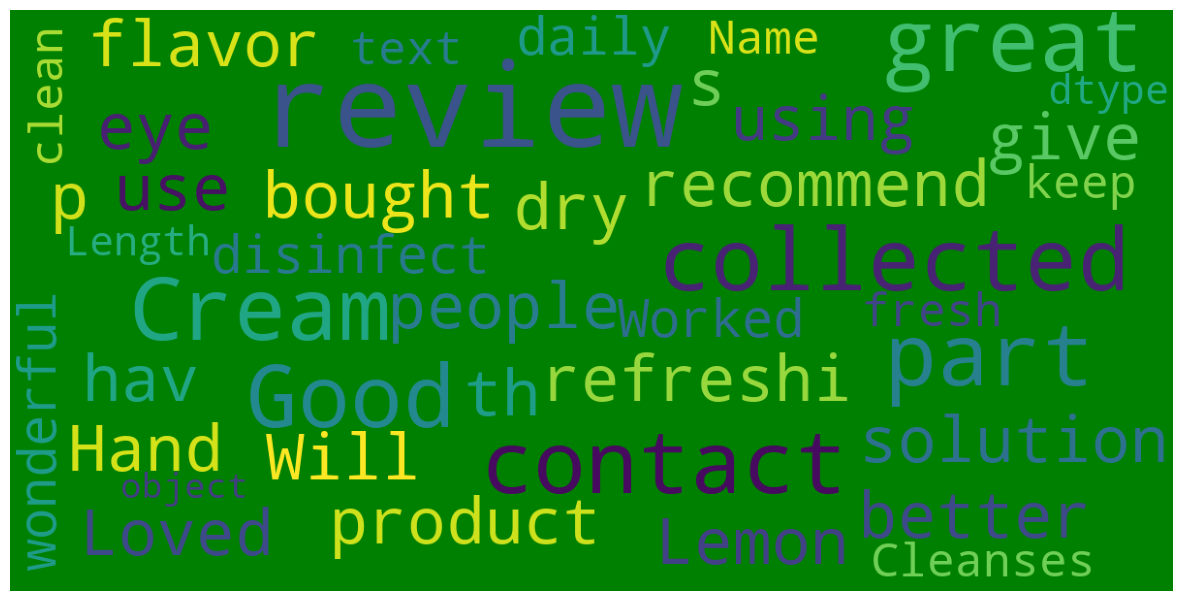 flavor
text
daily
Name
great
clean
review
s
dtype
eye
using
give
p
use
bought
dry
recommend
keep
Length
disinfect
collected
Cream
people
Worked
fresh
wonderful
hav
Good
th
refreshi
part
Hand
Will
contact
solution
object
Loved
product
Lemon
better
Cleanses